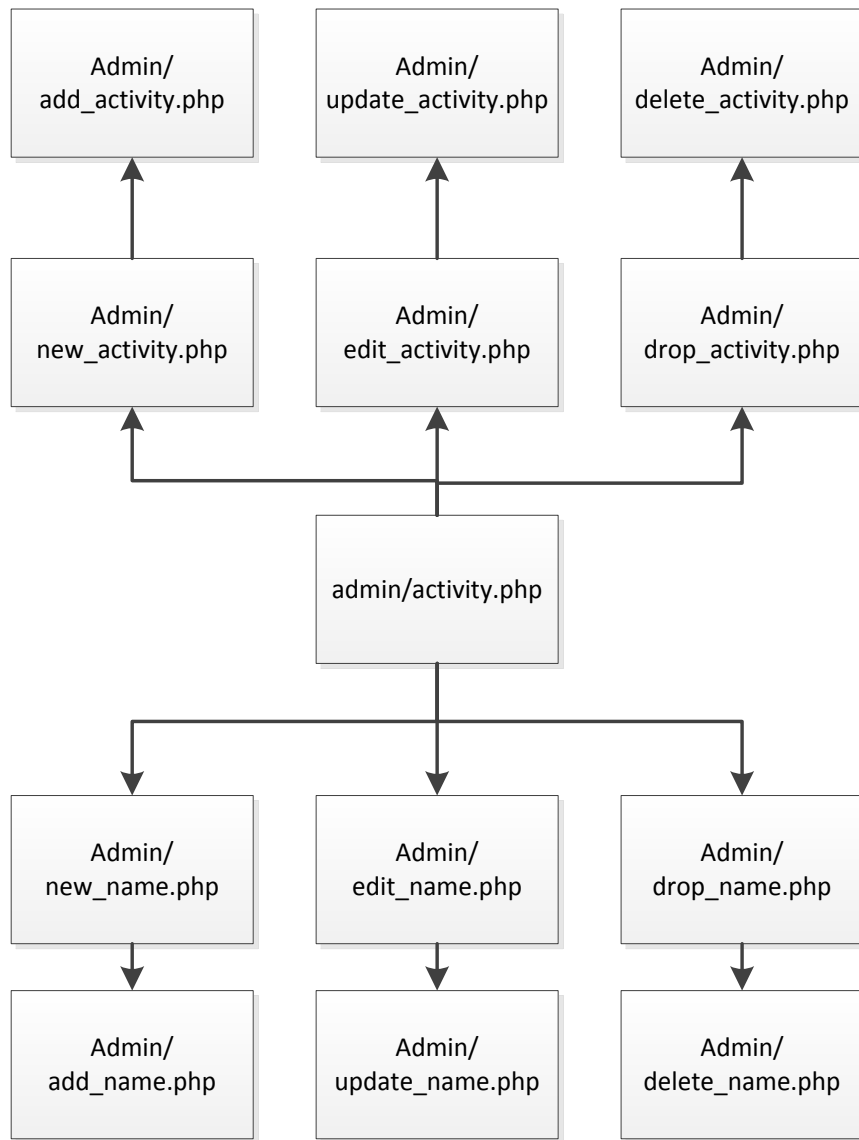 Admin/
add_activity.php
Admin/
update_activity.php
Admin/
delete_activity.php
Admin/
new_activity.php
Admin/
edit_activity.php
Admin/
drop_activity.php
admin/activity.php
Admin/
new_name.php
Admin/
edit_name.php
Admin/
drop_name.php
Admin/
add_name.php
Admin/
update_name.php
Admin/
delete_name.php